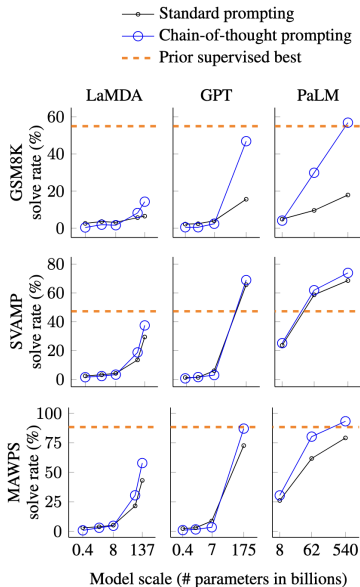 Standard prompting
Chain-of-thought prompting
Prior supervised best
LaMDA GPT PaLM
GSM8K
solve rate (%)
60
40
20
0
SVAMP
solve rate (%)
80
60
40
20
0
MAWPS
solve rate (%)
100
75
50
25
0
0.4 8 137 0.4 7 175 8 62 540
Model scale (# parameters in billions)